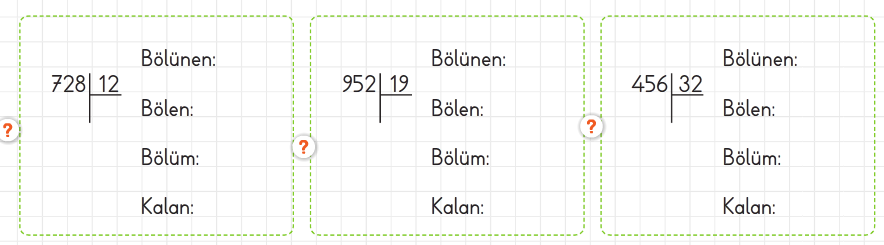 728 12
Bölünen:
Bölen:
Bölüm:
Kalan:
?
952 19
Bölünen:
Bölen:
Bölüm:
Kalan:
?
456 32
Bölünen:
Bölen:
Bölüm:
Kalan:
?